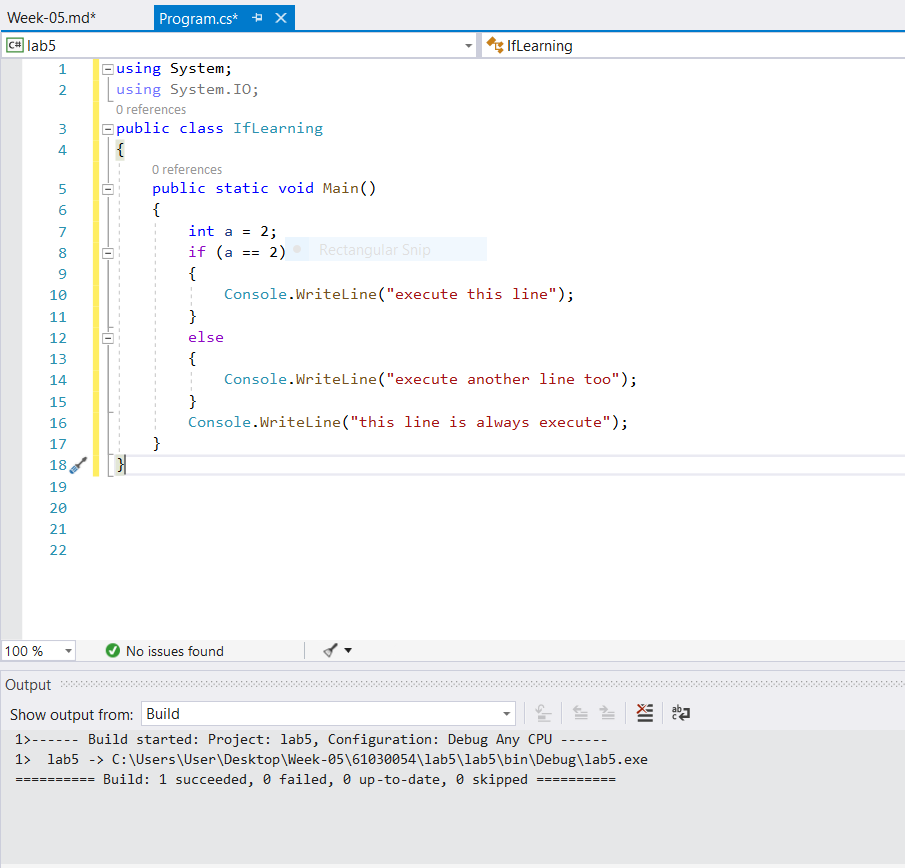 Week-05.md* Program.cs*
C# lab5 IfLearning
1 using System;
2 using System.IO;
0 references
3 public class IfLearning
4 {
0 references
5 public static void Main()
6 {
7 int a = 2;
8 if (a == 2) Rectangular Snip
9 {
10 Console.WriteLine("execute this line");
11 }
12 else
13 {
14 Console.WriteLine("execute another line too");
15 }
16 Console.WriteLine("this line is always execute");
17 }
18 }
19
20
21
22
100 % No issues found
Output
Show output from: Build
1>------ Build started: Project: lab5, Configuration: Debug Any CPU ------
1> lab5 -> C:\Users\User\Desktop\Week-05\61030054\lab5\lab5\bin\Debug\lab5.exe
========== Build: 1 succeeded, 0 failed, 0 up-to-date, 0 skipped ==========